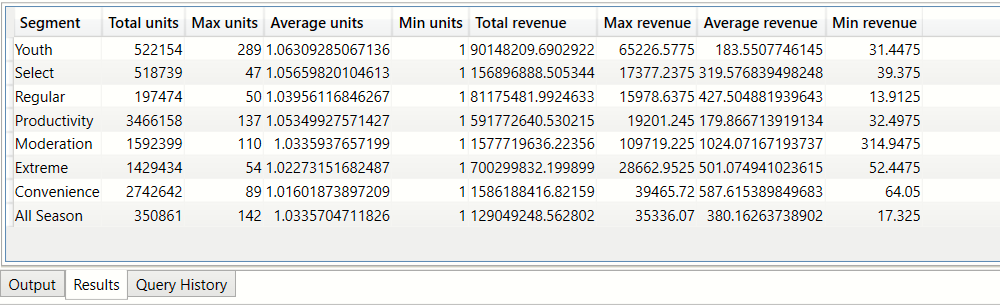 Segment Total units Max units Average units Min units Total revenue Max revenue Average revenue Min revenue
Youth 522154 289 1.06309285067136 1 90148209.6902922 65226.5775 183.5507746145 31.4475
Select 518739 47 1.05659820104613 1 156896888.505344 17377.2375 319.576839498248 39.375
Regular 197474 50 1.03956116846267 1 81175481.9924633 15978.6375 427.504881939643 13.9125
Productivity 3466158 137 1.05349927571427 1 591772640.530215 19201.245 179.866713919134 32.4975
Moderation 1592399 110 1.0335937657199 1 1577719636.22356 109719.225 1024.07167193737 314.9475
Extreme 1429434 54 1.02273151682487 1 700299832.199899 28662.9525 501.074941023615 52.4475
Convenience 2742642 89 1.01601873897209 1 1586188416.82159 39465.72 587.615389849683 64.05
All Season 350861 142 1.0335704711826 1 129049248.562802 35336.07 380.16263738902 17.325
Output Results Query History